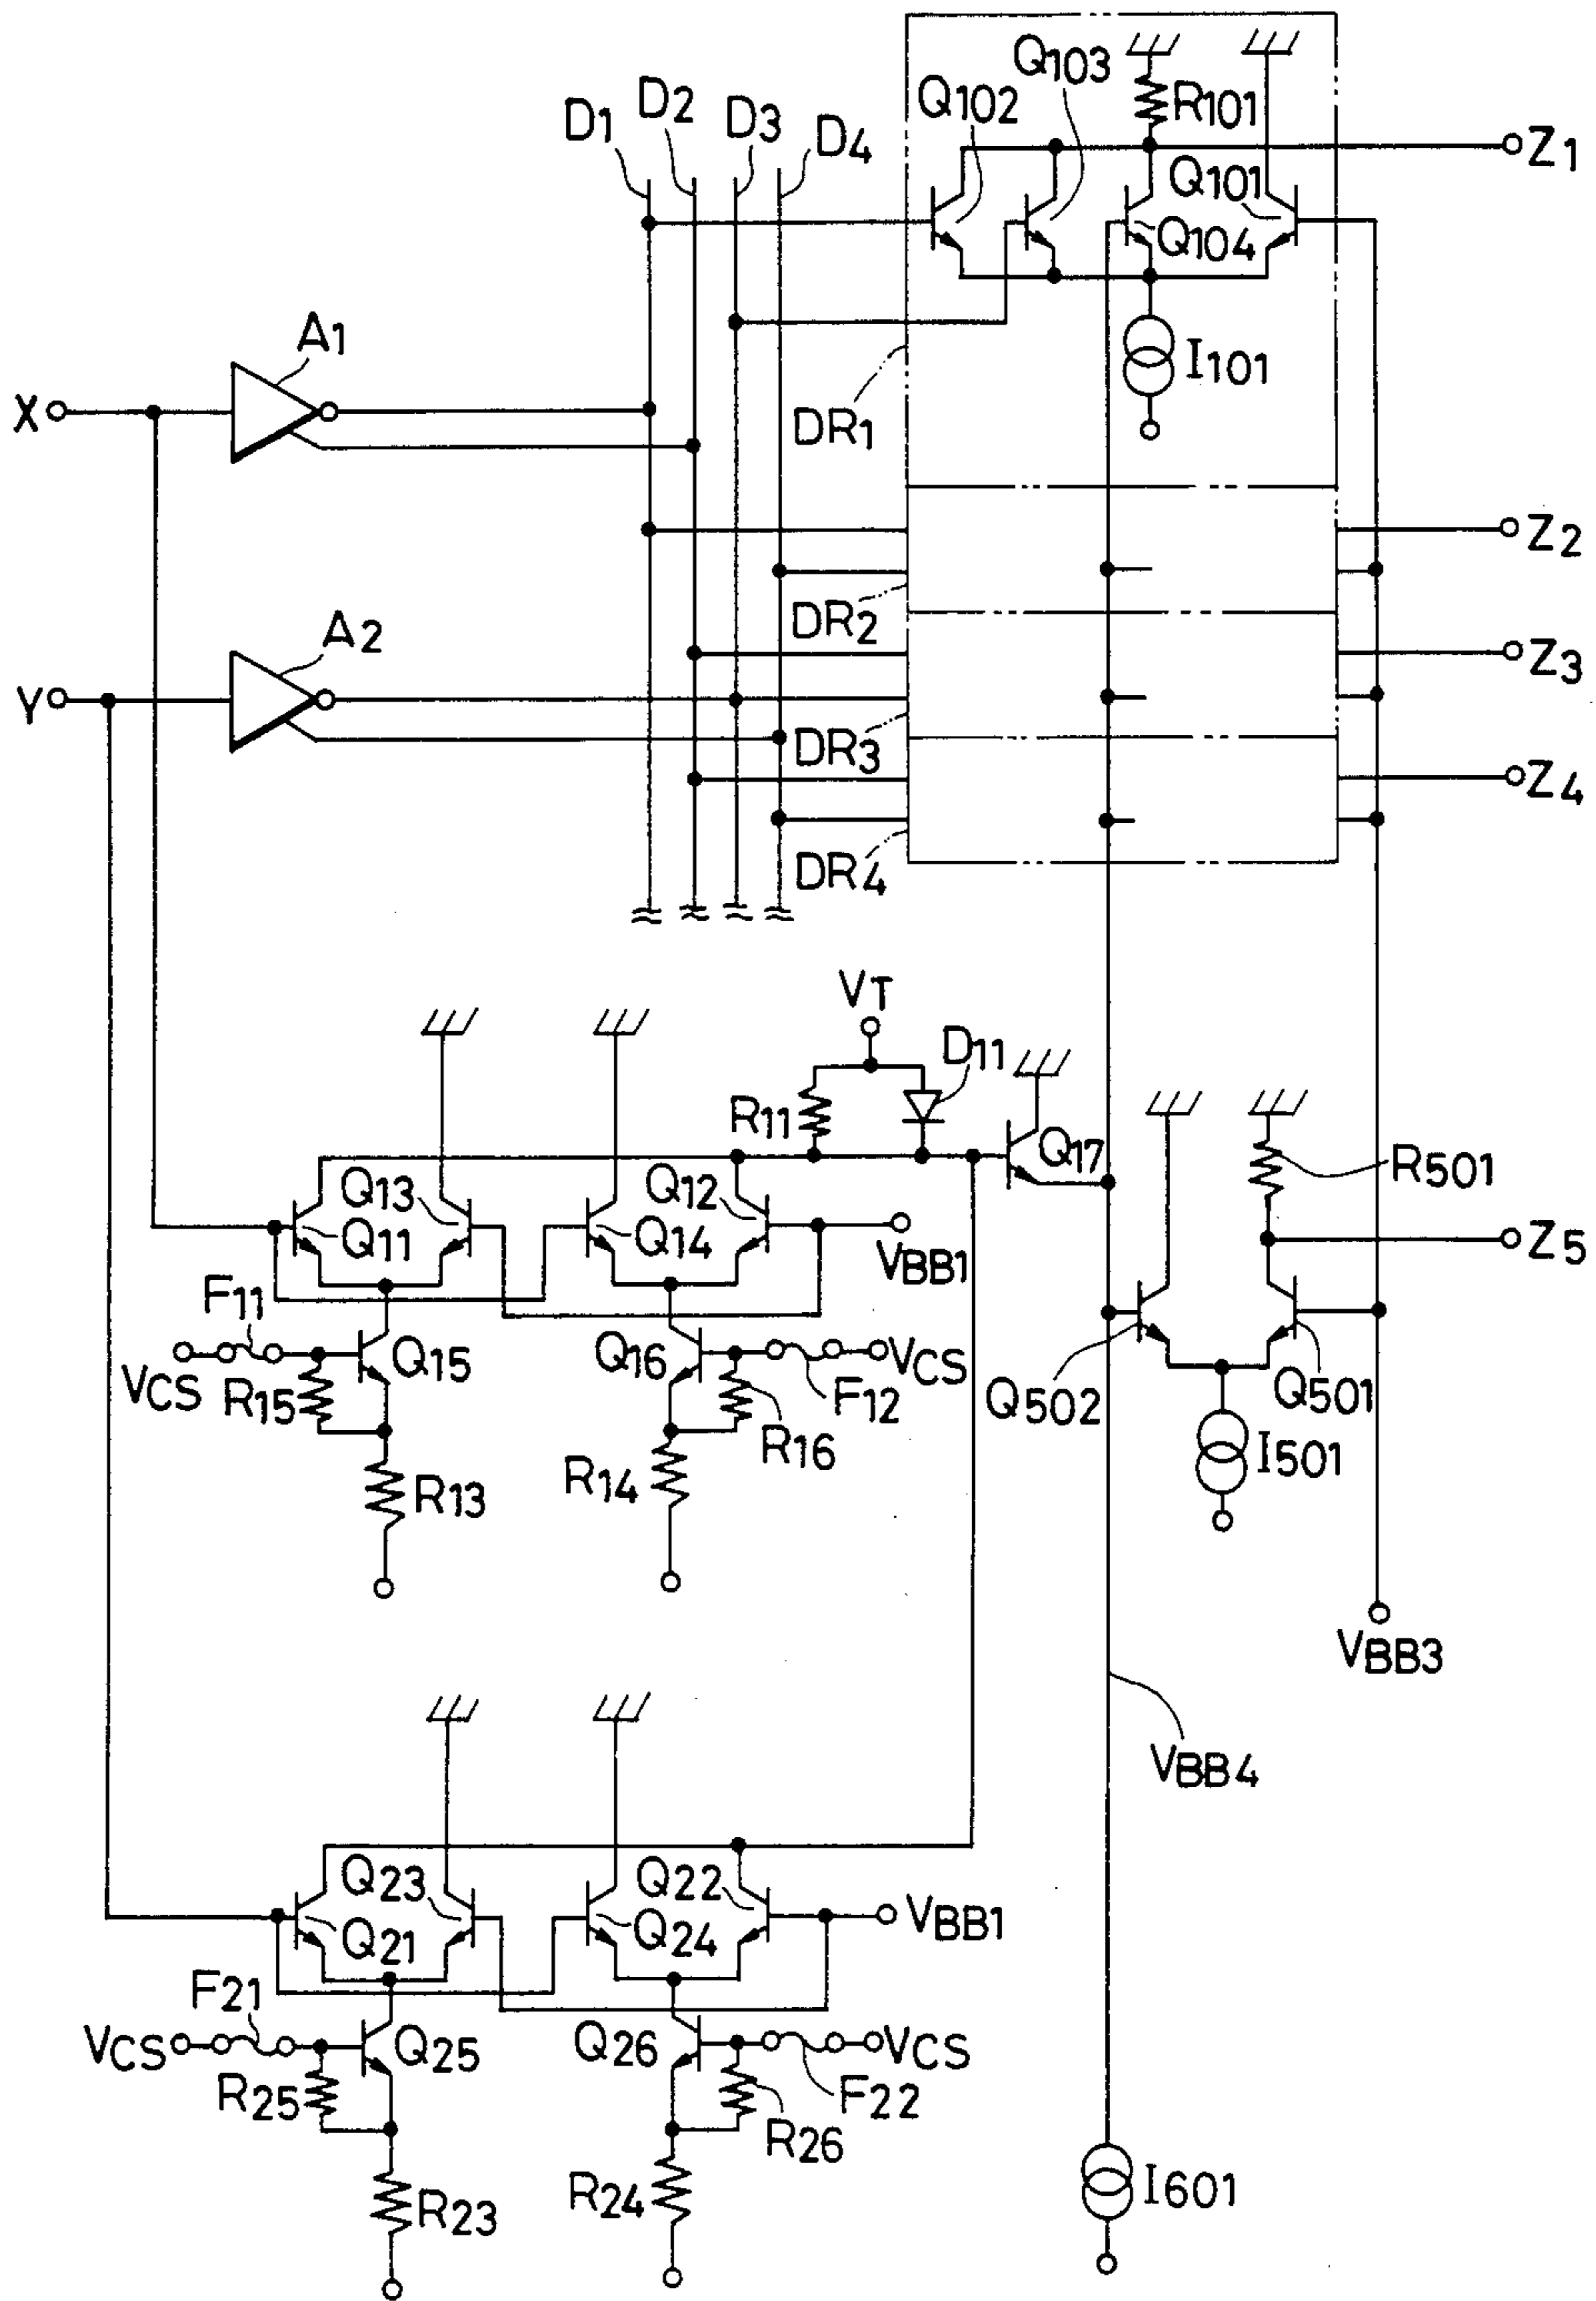 Q103
Q102
R101
D1
D2
D3
D4
Z1
Q101
Q104
A1
I101
X
DR1
Z2
A2
DR2
Z3
Y
DR3
Z4
DR4
VT
D11
R11
Q17
Q13
Q12
R501
Q11
Q14
VBB1
Z5
F11
Q15
Q16
VCS
VCS
R15
F12
Q502
Q501
R16
I501
R13
R14
VBB3
VBB4
Q23
Q22
VBB1
Q21
Q24
F21
VCS
Q25
Q26
VCS
R25
F22
R26
R23
R24
I601